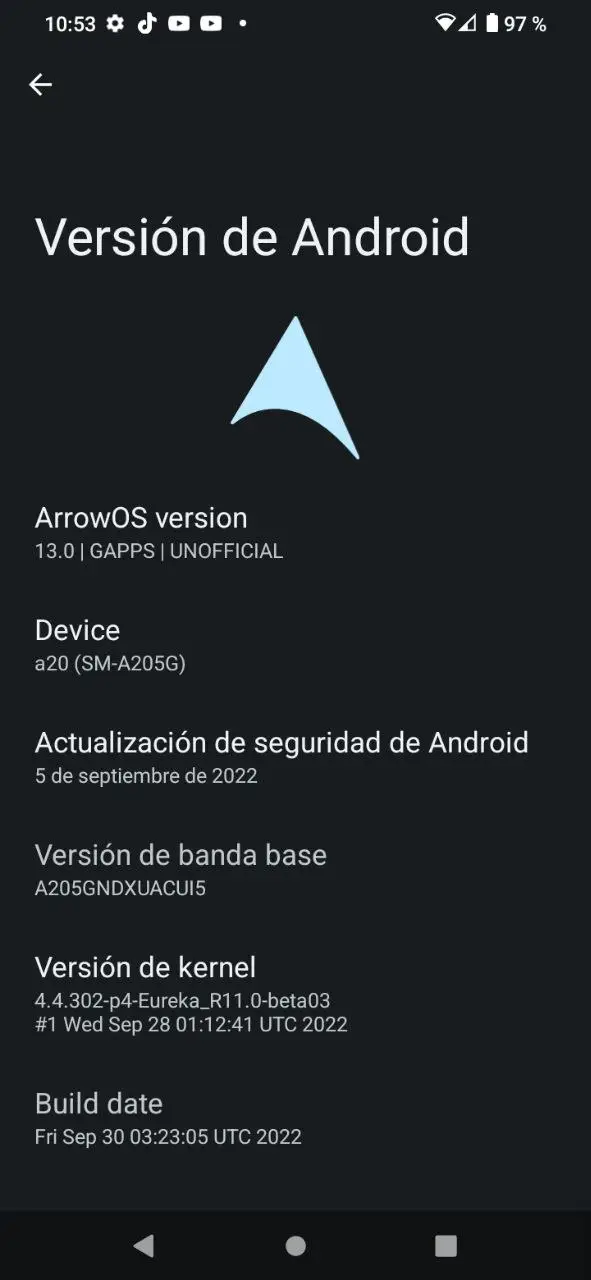 10:53 97 %
Versión de Android
ArrowOS version
13.0 | GAPPS | UNOFFICIAL
Device
a20 (SM-A205G)
Actualización de seguridad de Android
5 de septiembre de 2022
Versión de banda base
A205GNDXUACUI5
Versión de kernel
4.4.302-p4-Eureka_R11.0-beta03
#1 Wed Sep 28 01:12:41 UTC 2022
Build date
Fri Sep 30 03:23:05 UTC 2022